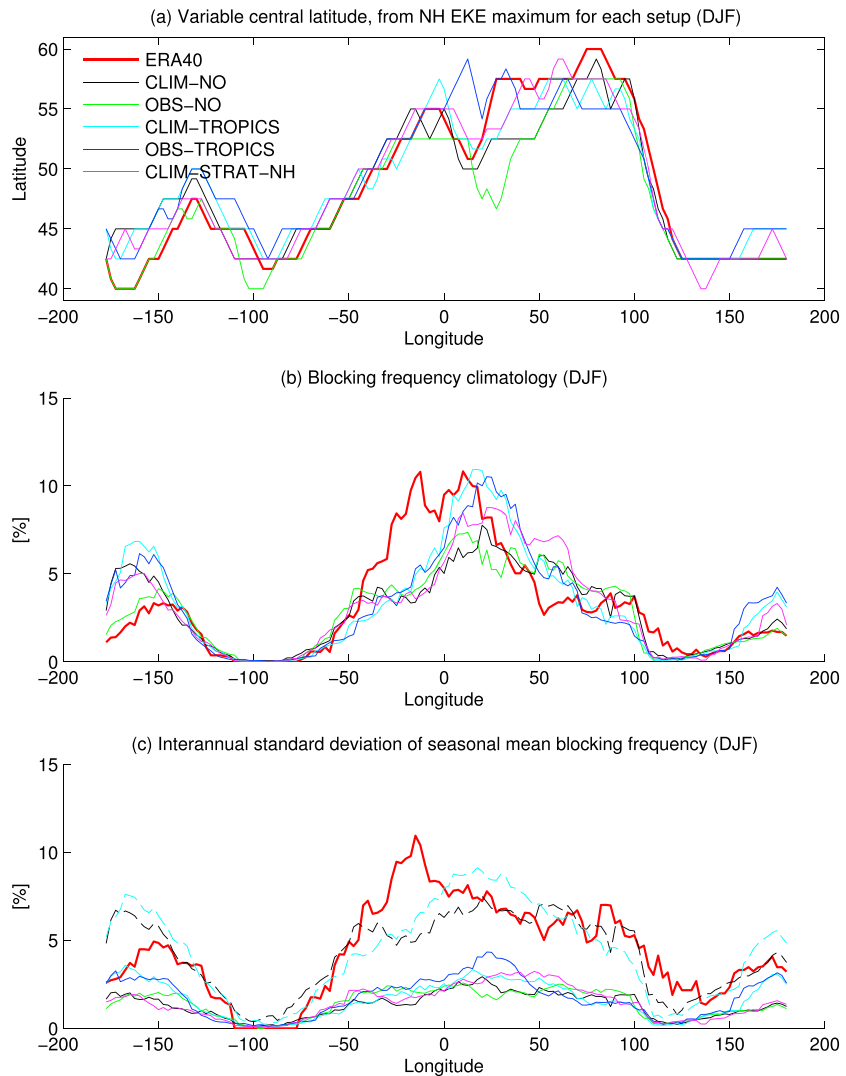 (a) Variable central latitude, from NH EKE maximum for each setup (DJF)
60
55
50
45
40
Latitude
ERA40
CLIM−NO
OBS−NO
CLIM−TROPICS
OBS−TROPICS
CLIM−STRAT−NH
−200 −150 −100 −50 0 50 100 150 200
Longitude
(b) Blocking frequency climatology (DJF)
15
10
5
0
[%]
−200 −150 −100 −50 0 50 100 150 200
Longitude
(c) Interannual standard deviation of seasonal mean blocking frequency (DJF)
15
10
5
0
[%]
−200 −150 −100 −50 0 50 100 150 200
Longitude